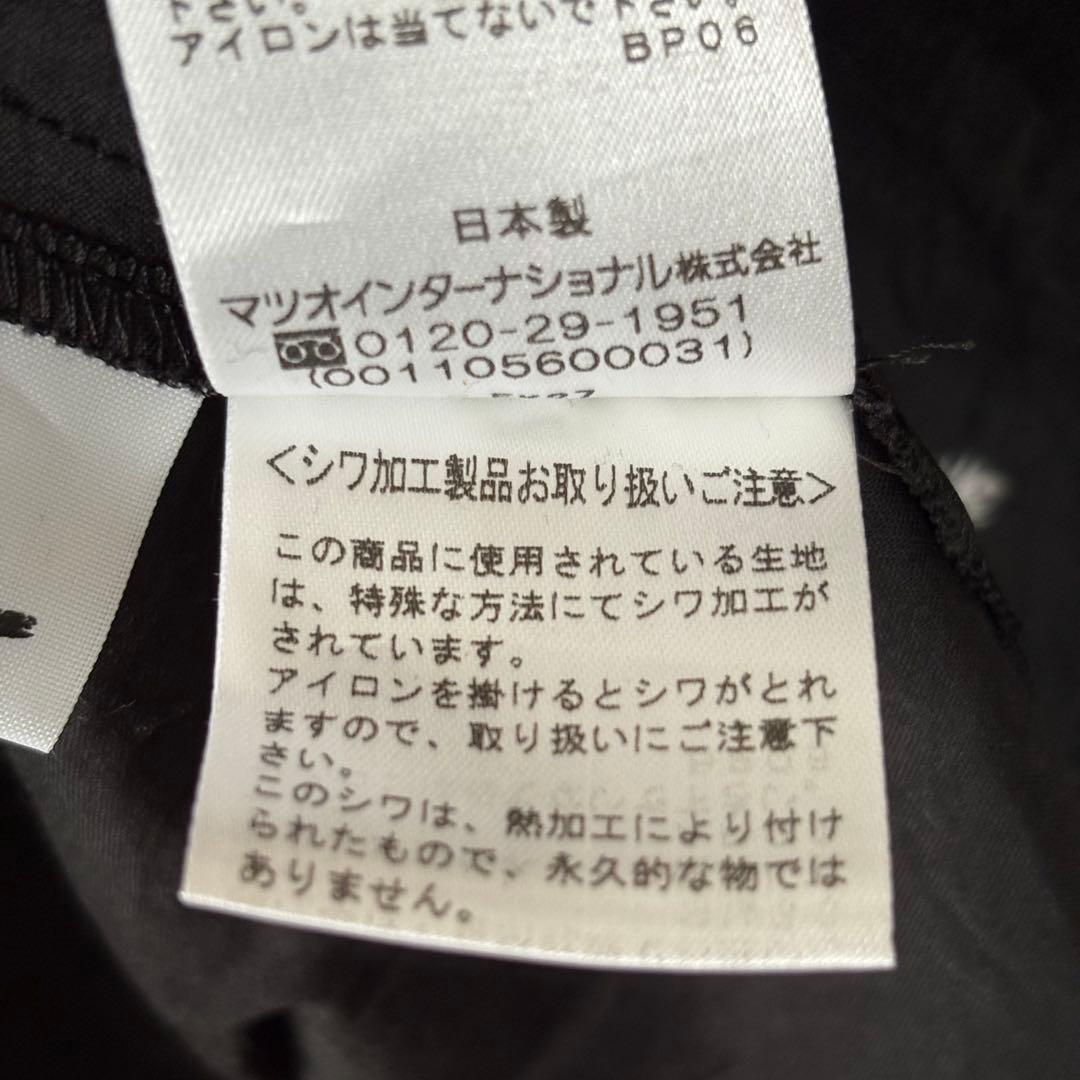 下さい。
アイロンは当てないで下さい。
BP06
日本製
マツオインターナショナル株式会社
0120-29-1951
(001105600031)
<シワ加工製品お取り扱いご注意>
この商品に使用されている生地
は、特殊な方法にてシワ加工が
されています。
アイロンを掛けるとシワがとれ
ますので、取り扱いにご注意下
さい。
このシワは、熱加工により付け
られたもので、永久的な物では
ありません。